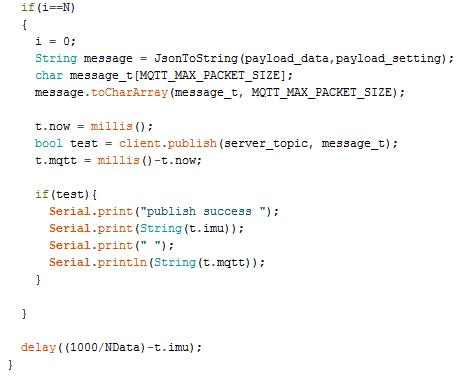 if(i==N)
{
i = 0;
String message = JsonToString(payload_data,payload_setting);
char message_t[MQTT_MAX_PACKET_SIZE];
message.toCharArray(message_t, MQTT_MAX_PACKET_SIZE);
t.now = millis();
bool test = client.publish(server_topic, message_t);
t.mqtt = millis()-t.now;
if(test){
Serial.print("publish success ");
Serial.print(String(t.imu));
Serial.print(" ");
Serial.println(String(t.mqtt));
}
}
delay((1000/NData)-t.imu);
}